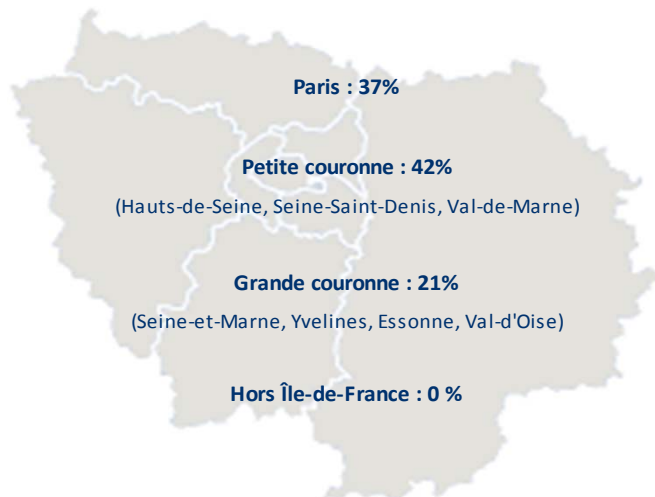 Paris : 37%
Petite couronne : 42%
(Hauts-de-Seine, Seine-Saint-Denis, Val-de-Marne)
Grande couronne : 21%
(Seine-et-Marne, Yvelines, Essonne, Val-d'Oise)
Hors Île-de-France : 0 %